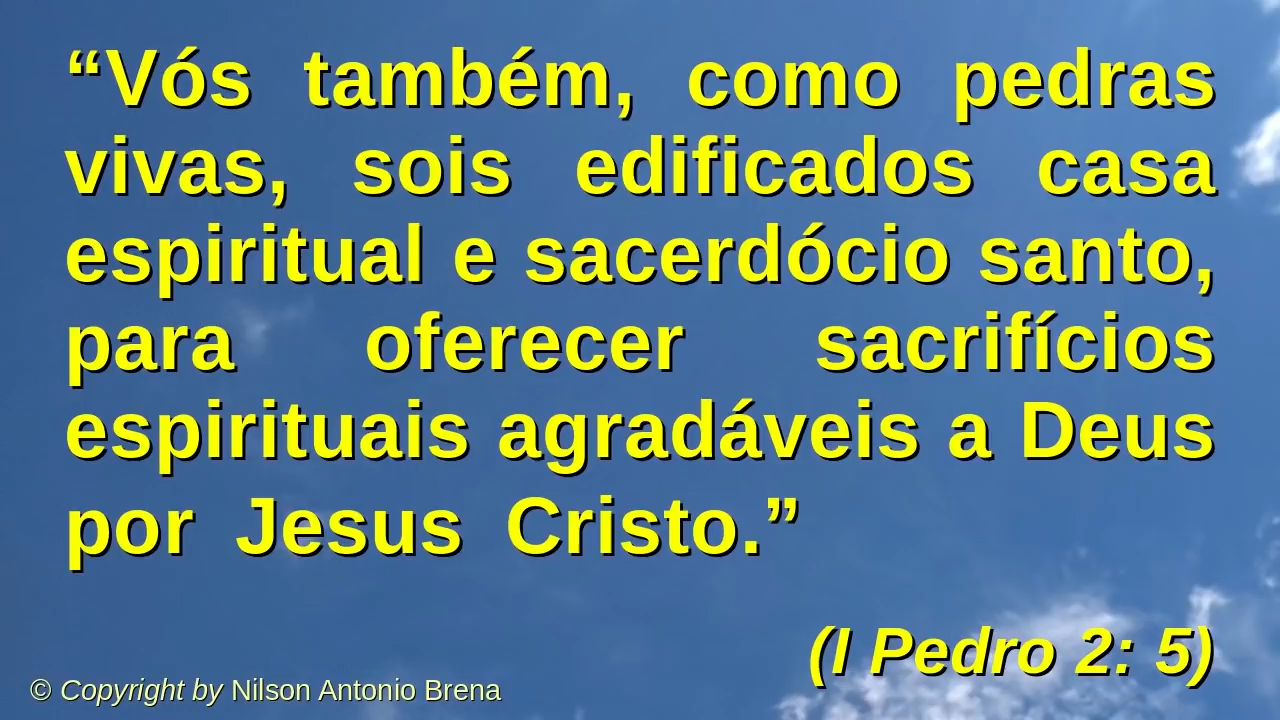 “Vós também, como pedras
vivas, sois edificados casa
espiritual e sacerdócio santo,
para oferecer sacrifícios
espirituais agradáveis a Deus
por Jesus Cristo.”
(I Pedro 2: 5)
© Copyright by Nilson Antonio Brena